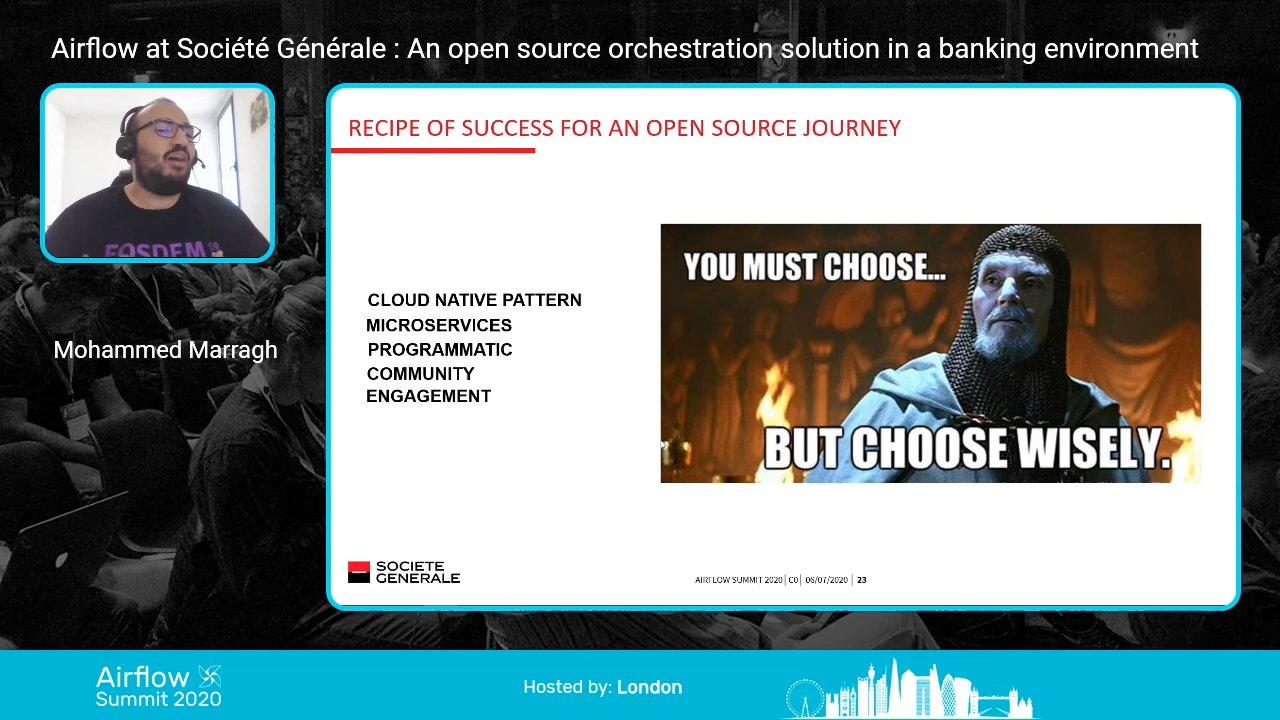 Airflow at Société Générale : An open source orchestration solution in a banking environment
FOSDEM
Mohammed Marragh
RECIPE OF SUCCESS FOR AN OPEN SOURCE JOURNEY
CLOUD NATIVE PATTERN
MICROSERVICES
PROGRAMMATIC
COMMUNITY
ENGAGEMENT
YOU MUST CHOOSE...
BUT CHOOSE WISELY.
SOCIETE
GENERALE
AIRFLOW SUMMIT 2020 | C0 | 06/07/2020 | 23
Airflow
Summit 2020
Hosted by: London